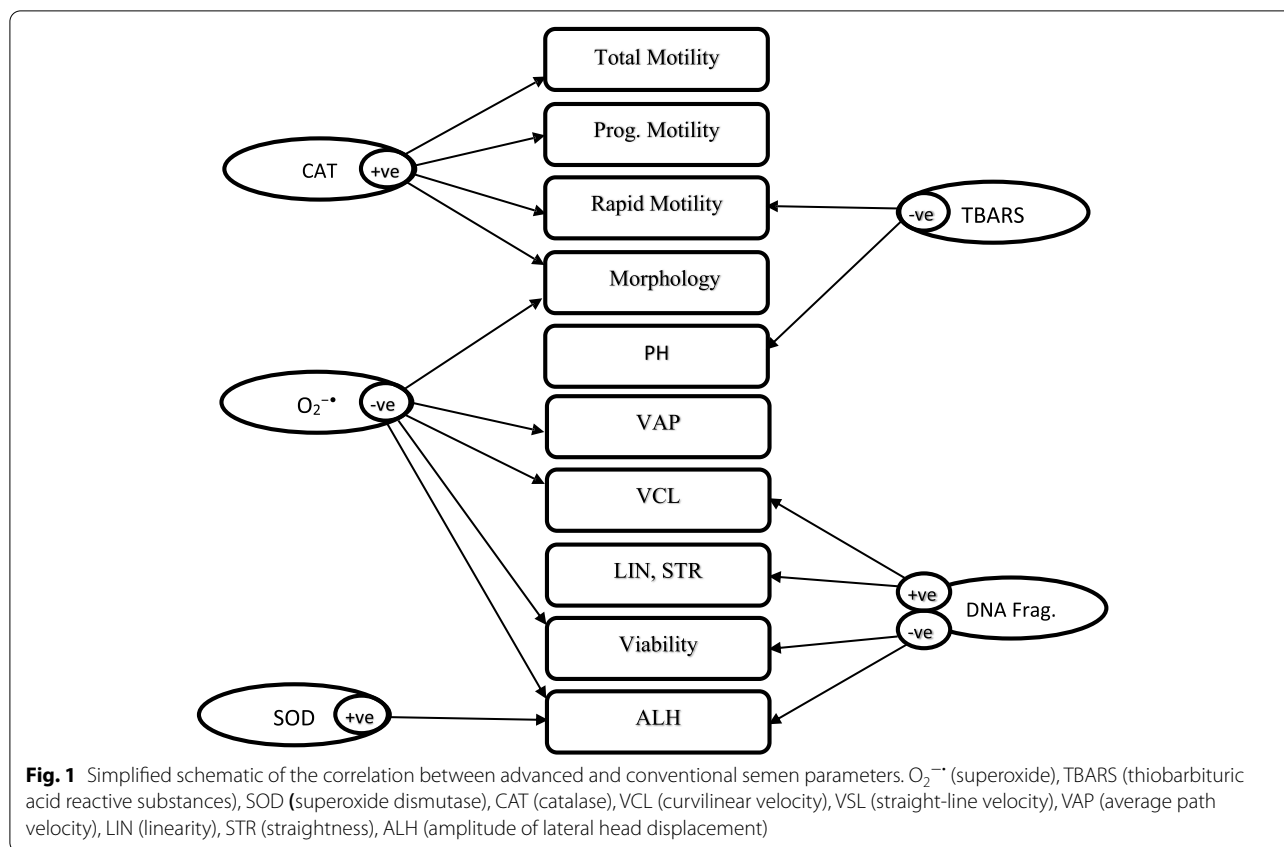 Total Motility
Prog. Motility
CAT
+ve
Rapid Motility
-ve
TBARS
Morphology
PH
O₂⁻•
-ve
VAP
VCL
LIN, STR
+ve
DNA Frag.
-ve
Viability
SOD
+ve
ALH
Fig. 1 Simplified schematic of the correlation between advanced and conventional semen parameters. O₂⁻• (superoxide), TBARS (thiobarbituric
acid reactive substances), SOD (superoxide dismutase), CAT (catalase), VCL (curvilinear velocity), VSL (straight-line velocity), VAP (average path
velocity), LIN (linearity), STR (straightness), ALH (amplitude of lateral head displacement)